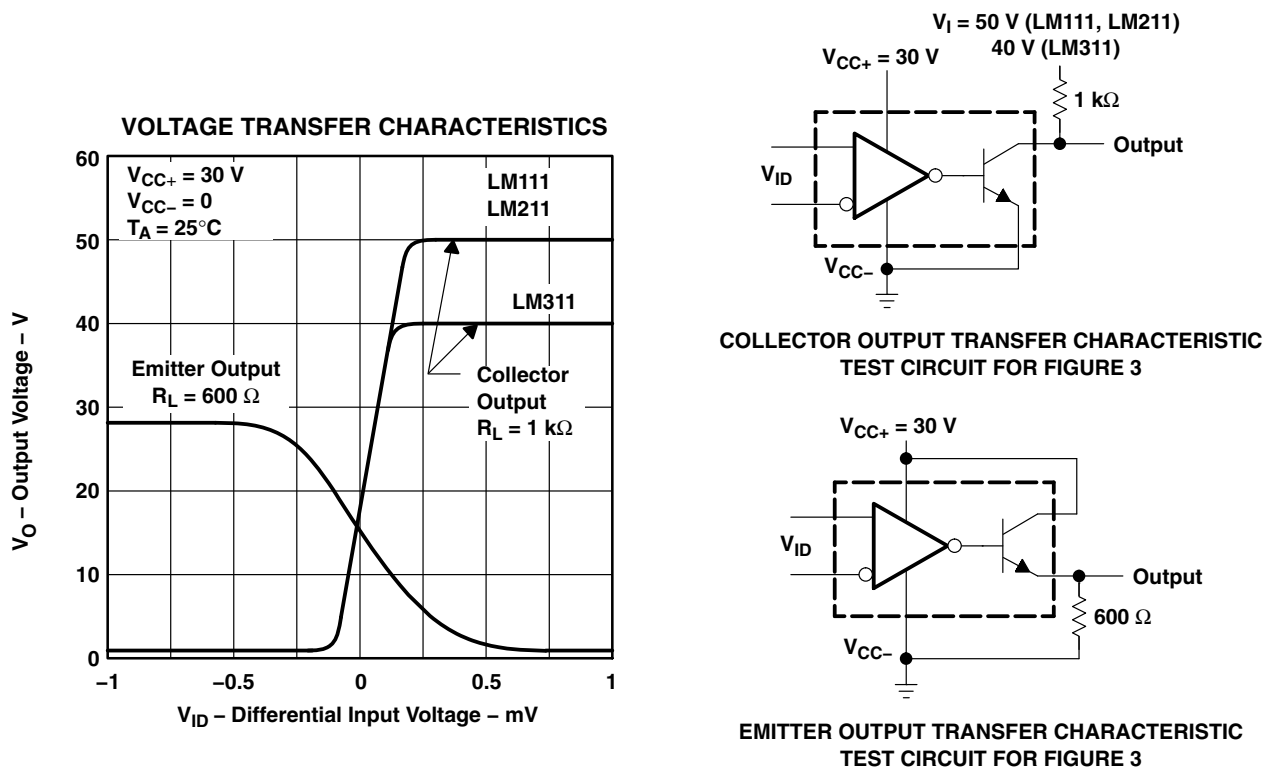 VOLTAGE TRANSFER CHARACTERISTICS
V_CC+ = 30 V
V_CC− = 0
T_A = 25°C
LM111
LM211
LM311
Emitter Output
R_L = 600 Ω
Collector
Output
R_L = 1 kΩ
60
50
40
30
20
10
0
−1
−0.5
0
0.5
1
V_O – Output Voltage – V
V_ID – Differential Input Voltage – mV
V_I = 50 V (LM111, LM211)
40 V (LM311)
V_CC+ = 30 V
1 kΩ
Output
V_ID
V_CC−
COLLECTOR OUTPUT TRANSFER CHARACTERISTIC
TEST CIRCUIT FOR FIGURE 3
V_CC+ = 30 V
V_ID
Output
600 Ω
V_CC−
EMITTER OUTPUT TRANSFER CHARACTERISTIC
TEST CIRCUIT FOR FIGURE 3